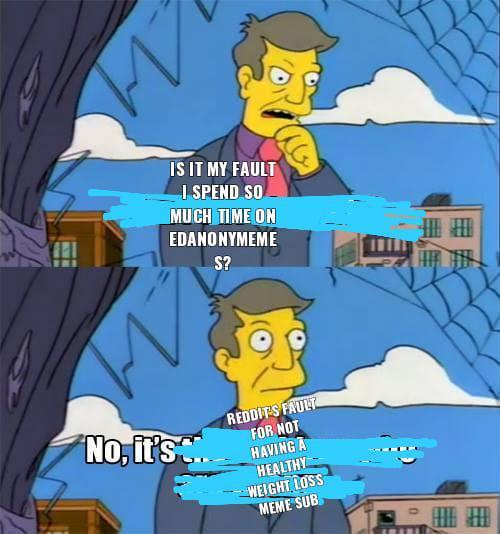 IS IT MY FAULT
I SPEND SO
MUCH TIME ON
EDANONYMEME
S?
No, it's
REDDIT'S FAULT
FOR NOT
HAVING A
HEALTHY
WEIGHT LOSS
MEME SUB